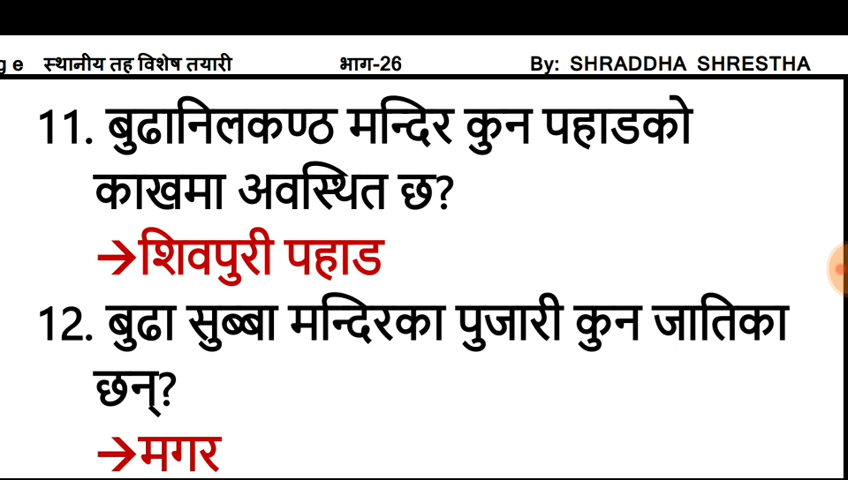 ge स्थानीय तह विशेष तयारी भाग-26 By: SHRADDHA SHRESTHA
11. बुढानिलकण्ठ मन्दिर कुन पहाडको
काखमा अवस्थित छ?
→शिवपुरी पहाड
12. बुढा सुब्बा मन्दिरका पुजारी कुन जातिका
छन्?
→मगर